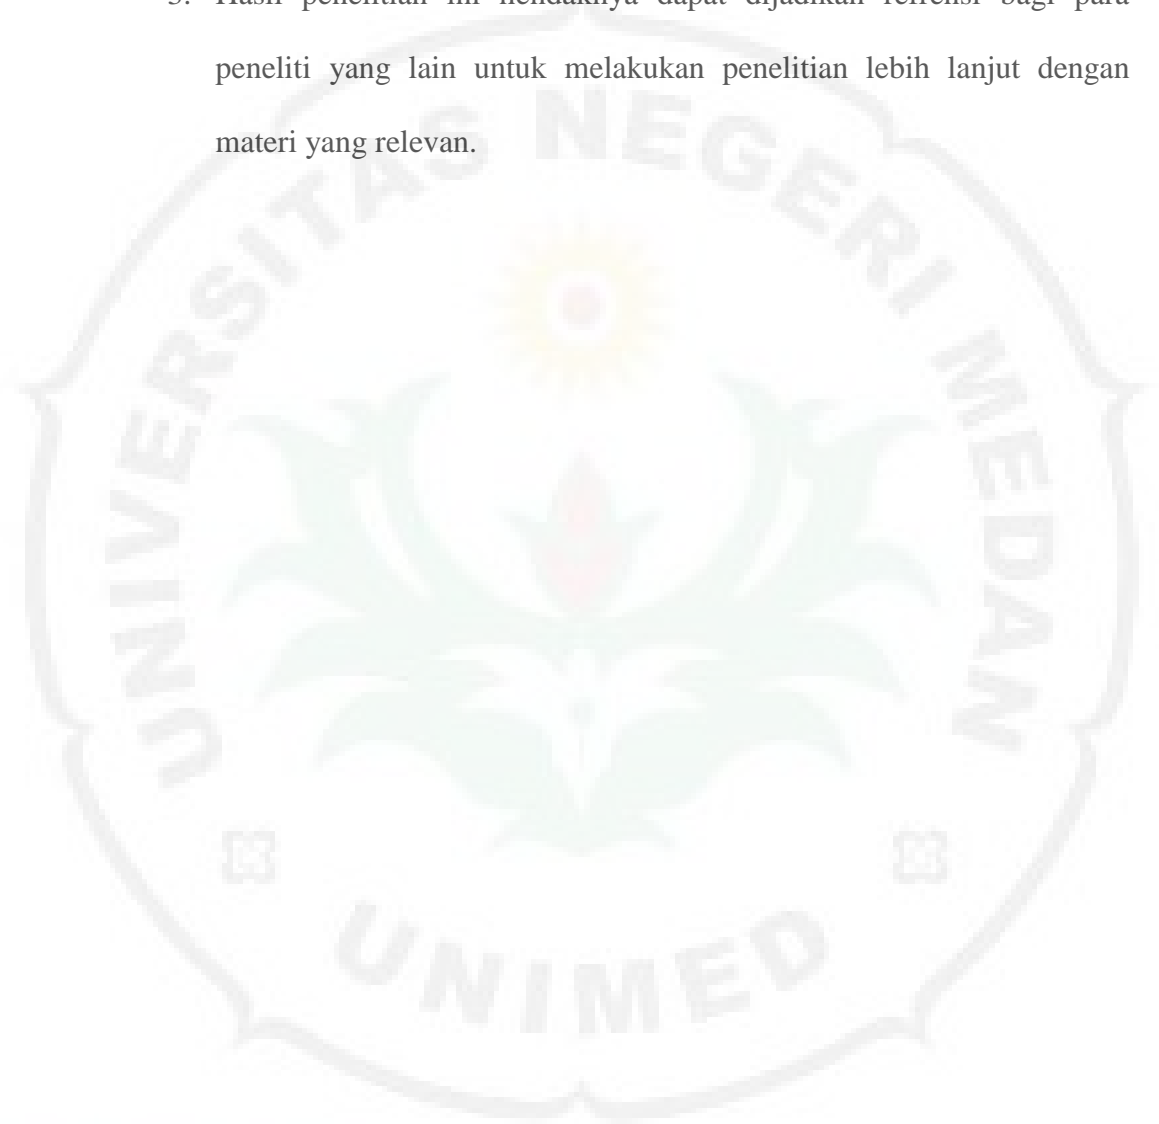 3. Hasil penelitian ini hendaknya dapat dijadikan refrensi bagi para
peneliti yang lain untuk melakukan penelitian lebih lanjut dengan
materi yang relevan.
UNIVERSITAS NEGERI MEDAN
UNIMED